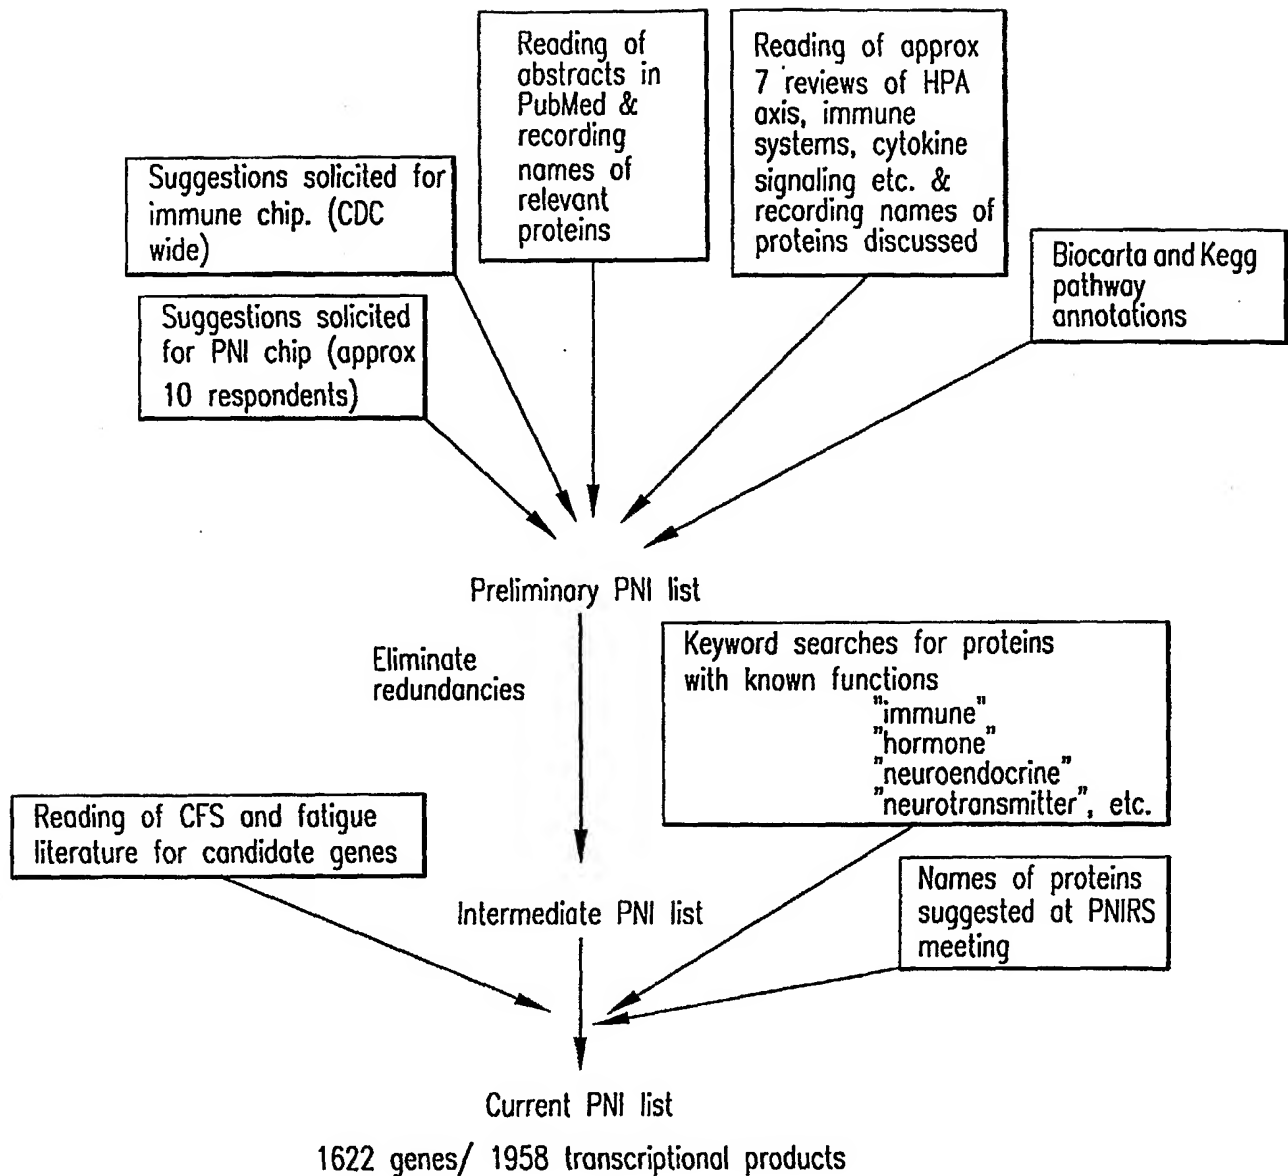 Reading of
abstracts in
PubMed &
recording
names of
relevant
proteins
Reading of approx
7 reviews of HPA
axis, immune
systems, cytokine
signaling etc. &
recording names of
proteins discussed
Suggestions solicited for
immune chip. (CDC
wide)
Biocarta and Kegg
pathway
annotations
Suggestions solicited
for PNI chip (approx
10 respondents)
Preliminary PNI list
Eliminate
redundancies
Keyword searches for proteins
with known functions
"immune"
"hormone"
"neuroendocrine"
"neurotransmitter", etc.
Reading of CFS and fatigue
literature for candidate genes
Intermediate PNI list
Names of proteins
suggested at PNIRS
meeting
Current PNI list
1622 genes/ 1958 transcriptional products